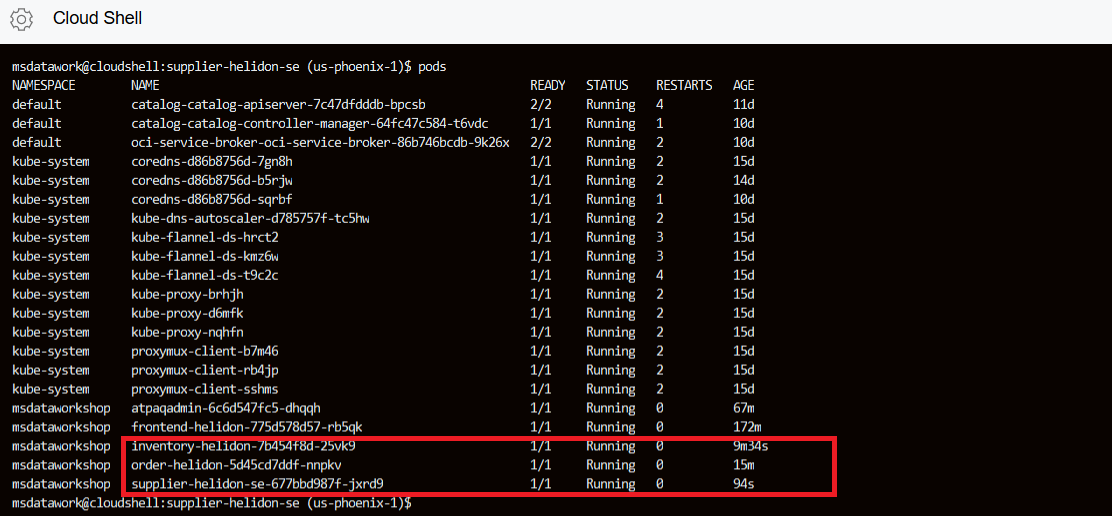 Cloud Shell
msdatawork@cloudshell:supplier-helidon-se (us-phoenix-1)$ pods
NAMESPACE NAME READY STATUS RESTARTS AGE
default catalog-catalog-apiserver-7c47dfdddb-bpcsb 2/2 Running 4 11d
default catalog-catalog-controller-manager-64fc47c584-t6vdc 1/1 Running 1 10d
default oci-service-broker-oci-service-broker-86b746bcdb-9k26x 2/2 Running 2 10d
kube-system coredns-d86b8756d-7gn8h 1/1 Running 2 15d
kube-system coredns-d86b8756d-b5rjw 1/1 Running 2 14d
kube-system coredns-d86b8756d-sqrbf 1/1 Running 1 10d
kube-system kube-dns-autoscaler-d785757f-tc5hw 1/1 Running 2 15d
kube-system kube-flannel-ds-hrct2 1/1 Running 3 15d
kube-system kube-flannel-ds-kmz6w 1/1 Running 3 15d
kube-system kube-flannel-ds-t9c2c 1/1 Running 4 15d
kube-system kube-proxy-brhjh 1/1 Running 2 15d
kube-system kube-proxy-d6mfk 1/1 Running 2 15d
kube-system kube-proxy-nqhfn 1/1 Running 2 15d
kube-system proxymux-client-b7m46 1/1 Running 2 15d
kube-system proxymux-client-rb4jp 1/1 Running 2 15d
kube-system proxymux-client-sshms 1/1 Running 2 15d
msdataworkshop atpaqadmin-6c6d547fc5-dhqqh 1/1 Running 0 67m
msdataworkshop frontend-helidon-775d578d57-rb5qk 1/1 Running 0 172m
msdataworkshop inventory-helidon-7b454f8d-25vk9 1/1 Running 0 9m34s
msdataworkshop order-helidon-5d45cd7ddf-nnpkv 1/1 Running 0 15m
msdataworkshop supplier-helidon-se-677bbd987f-jxrd9 1/1 Running 0 94s
msdatawork@cloudshell:supplier-helidon-se (us-phoenix-1)$